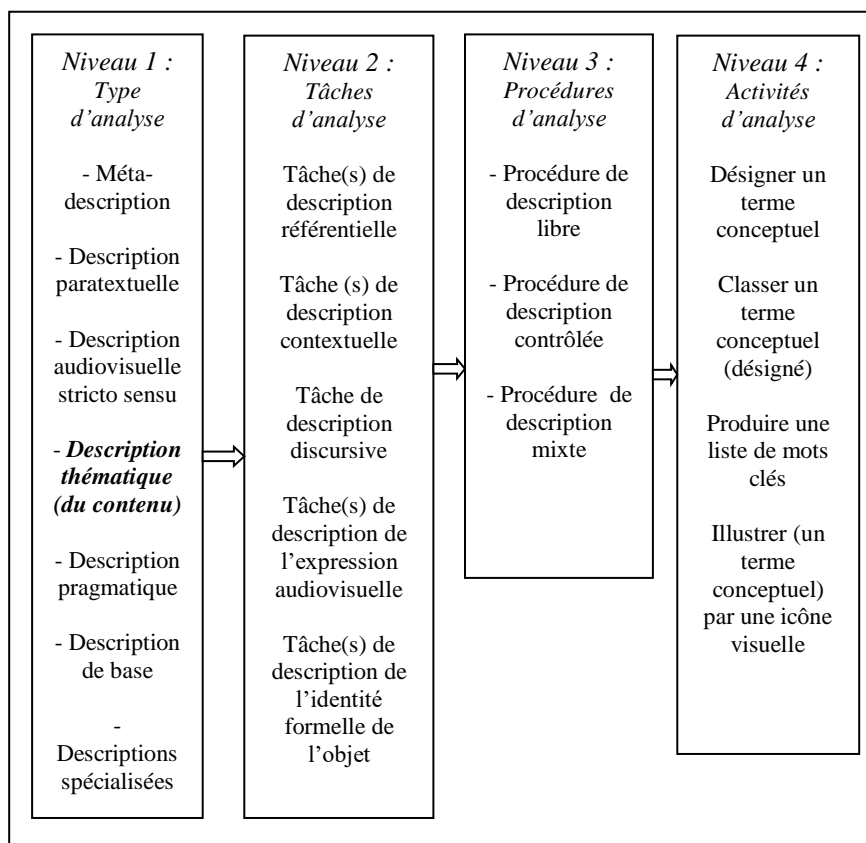 Niveau 1 :
Type
d'analyse
- Méta-
description
- Description
paratextuelle
- Description
audiovisuelle
stricto sensu
- Description
thématique
(du contenu)
- Description
pragmatique
- Description
de base
-
Descriptions
spécialisées
Niveau 2 :
Tâches
d'analyse
Tâche(s) de
description
référentielle
Tâche (s) de
description
contextuelle
Tâche de
description
discursive
Tâche(s) de
description de
l'expression
audiovisuelle
Tâche(s) de
description de
l'identité
formelle de
l'objet
Niveau 3 :
Procédures
d'analyse
- Procédure de
description
libre
- Procédure de
description
contrôlée
- Procédure de
description
mixte
Niveau 4 :
Activités
d'analyse
Désigner un
terme
conceptuel
Classer un
terme
conceptuel
(désigné)
Produire une
liste de mots
clés
Illustrer (un
terme
conceptuel)
par une icône
visuelle